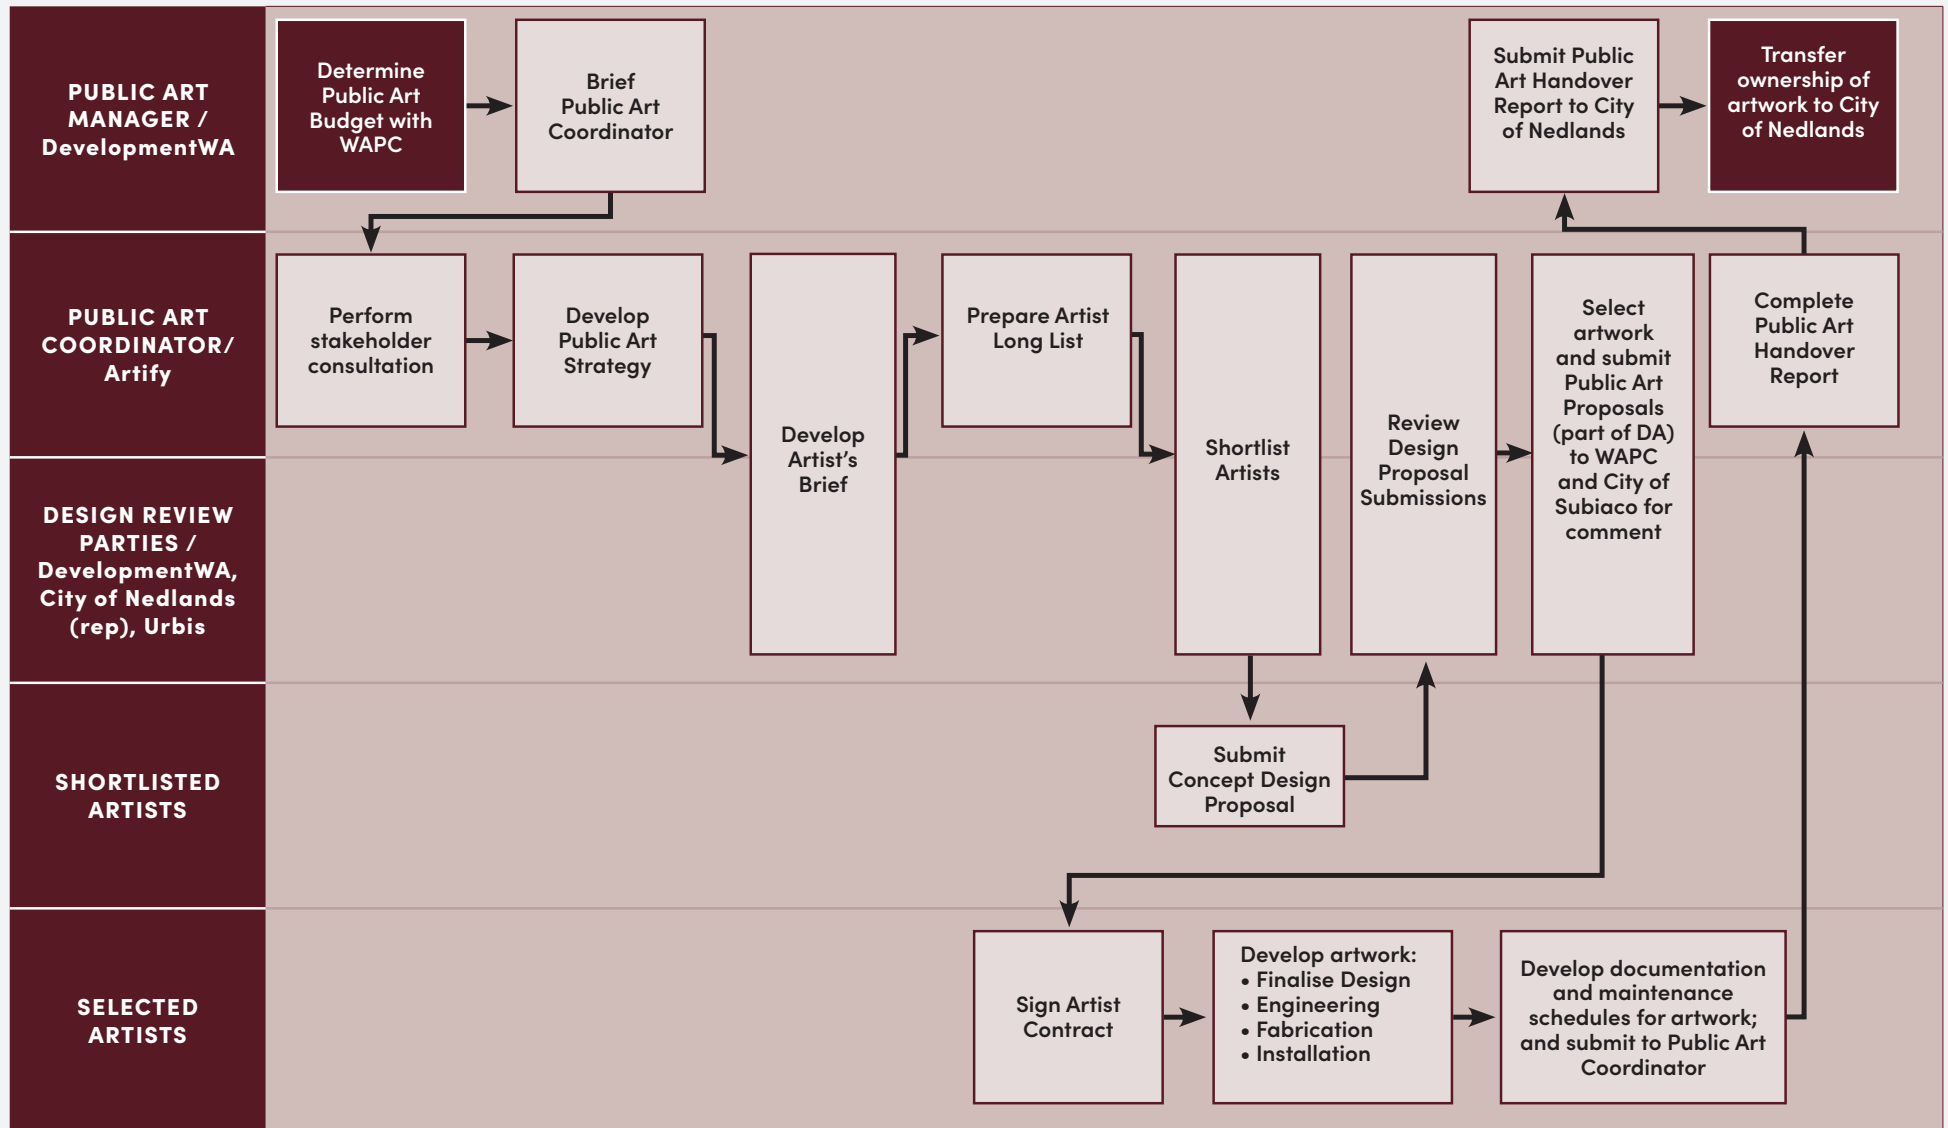 PUBLIC ART
MANAGER /
DevelopmentWA
Determine
Public Art
Budget with
WAPC
Brief
Public Art
Coordinator
Submit Public
Art Handover
Report to City
of Nedlands
Transfer
ownership of
artwork to City
of Nedlands
PUBLIC ART
COORDINATOR/
Artify
Perform
stakeholder
consultation
Develop
Public Art
Strategy
Develop
Artist's
Brief
Prepare Artist
Long List
Shortlist
Artists
Review
Design
Proposal
Submissions
Select
artwork
and submit
Public Art
Proposals
(part of DA)
to WAPC
and City of
Subiaco for
comment
Complete
Public Art
Handover
Report
DESIGN REVIEW
PARTIES /
DevelopmentWA,
City of Nedlands
(rep), Urbis
SHORTLISTED
ARTISTS
Submit
Concept Design
Proposal
SELECTED
ARTISTS
Sign Artist
Contract
Develop artwork:
• Finalise Design
• Engineering
• Fabrication
• Installation
Develop documentation
and maintenance
schedules for artwork;
and submit to Public Art
Coordinator